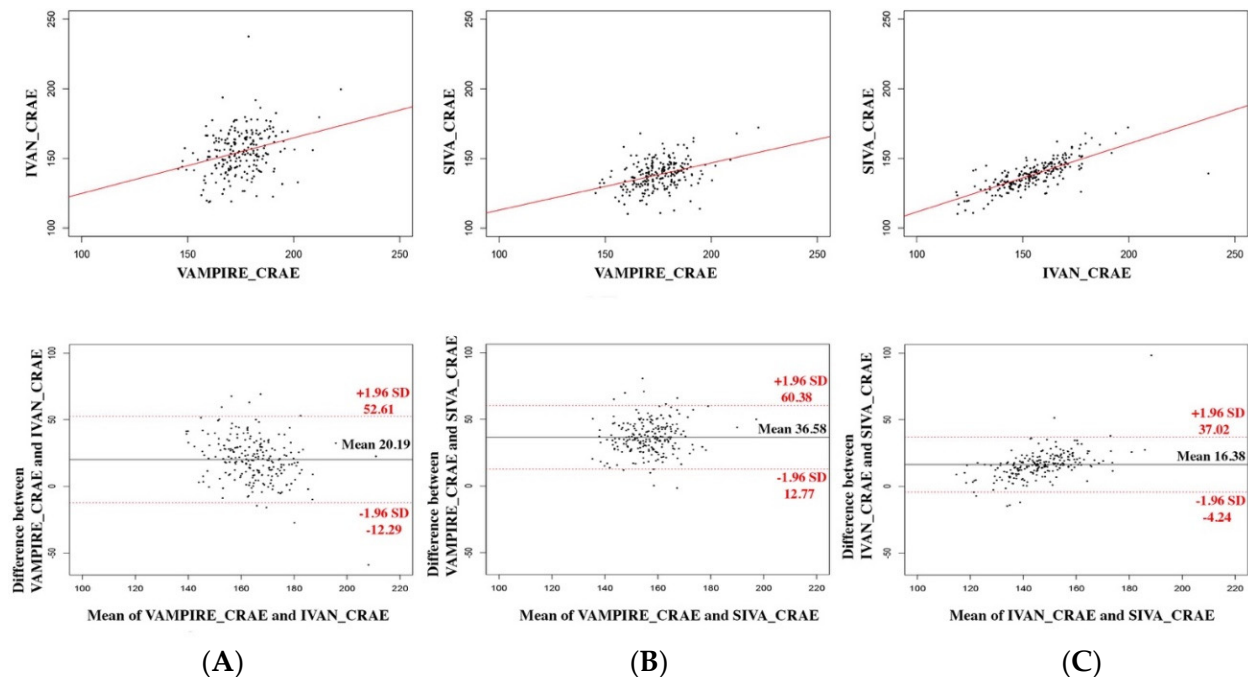 250
200
150
100
IVAN_CRAE
100
150
200
250
VAMPIRE_CRAE
250
200
150
100
SIVA_CRAE
100
150
200
250
VAMPIRE_CRAE
250
200
150
100
SIVA_CRAE
100
150
200
250
IVAN_CRAE
Difference between
VAMPIRE_CRAE and IVAN_CRAE
100
50
0
-50
+1.96 SD
52.61
Mean 20.19
-1.96 SD
-12.29
80
100
120
140
160
180
200
220
Mean of VAMPIRE_CRAE and IVAN_CRAE
Difference between
VAMPIRE_CRAE and SIVA_CRAE
100
50
0
-50
+1.96 SD
60.38
Mean 36.58
-1.96 SD
12.77
80
100
120
140
160
180
200
220
Mean of VAMPIRE_CRAE and SIVA_CRAE
Difference between
IVAN_CRAE and SIVA_CRAE
100
50
0
-50
+1.96 SD
37.02
Mean 16.38
-1.96 SD
-4.24
80
100
120
140
160
180
200
220
Mean of IVAN_CRAE and SIVA_CRAE
(A)
(B)
(C)